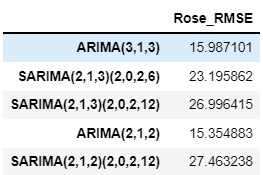 Rose_RMSE
ARIMA(3,1,3) 15.987101
SARIMA(2,1,3)(2,0,2,6) 23.195862
SARIMA(2,1,3)(2,0,2,12) 26.996415
ARIMA(2,1,2) 15.354883
SARIMA(2,1,2)(2,0,2,12) 27.463238